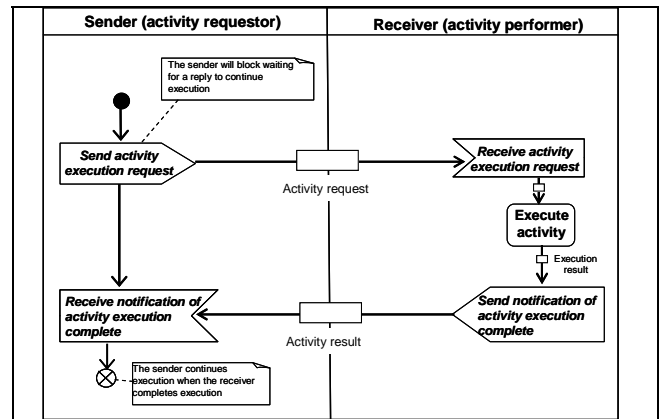 Sender (activity requestor)
Receiver (activity performer)
The sender will block waiting
for a reply to continue
execution
Send activity
execution request
Activity request
Receive activity
execution request
Execute
activity
Execution
result
Receive notification of
activity execution
complete
Activity result
Send notification of
activity execution
complete
The sender continues
execution when the receiver
completes execution